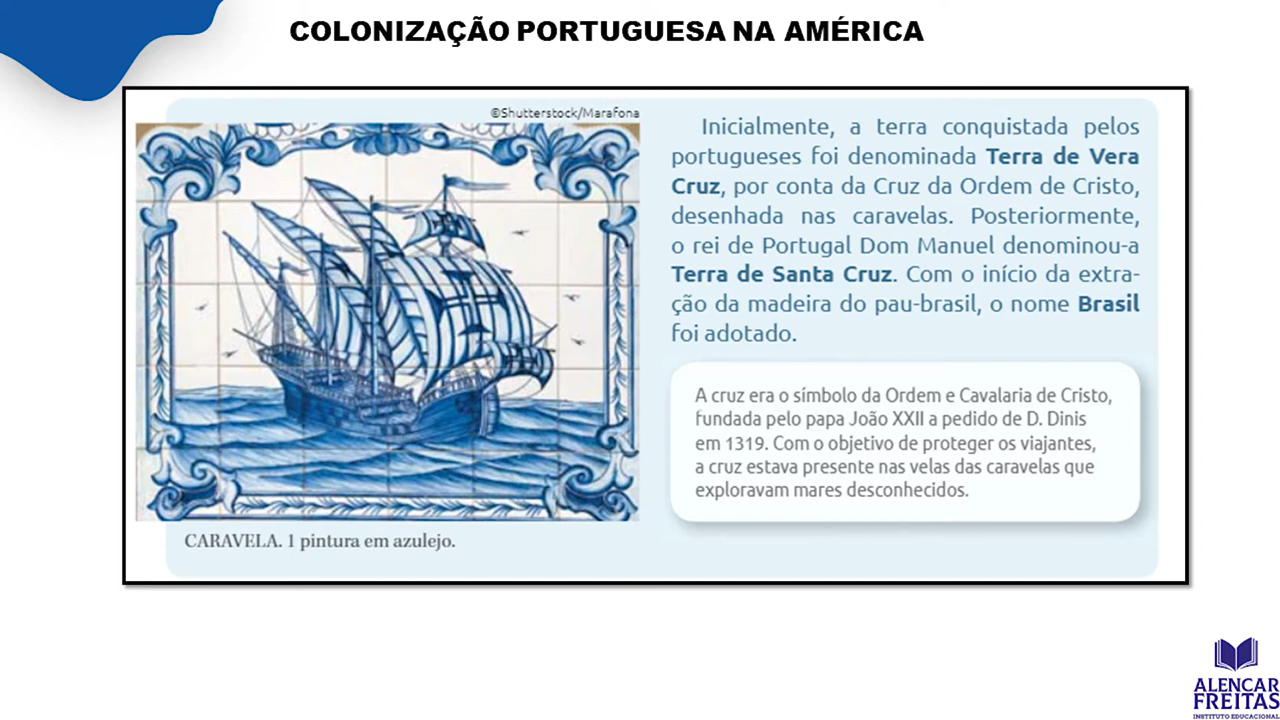 COLONIZAÇÃO PORTUGUESA NA AMÉRICA
©Shutterstock/Marafona
Inicialmente, a terra conquistada pelos
portugueses foi denominada Terra de Vera
Cruz, por conta da Cruz da Ordem de Cristo,
desenhada nas caravelas. Posteriormente,
o rei de Portugal Dom Manuel denominou-a
Terra de Santa Cruz. Com o início da extra-
ção da madeira do pau-brasil, o nome Brasil
foi adotado.
A cruz era o símbolo da Ordem e Cavalaria de Cristo,
fundada pelo papa João XXII a pedido de D. Dinis
em 1319. Com o objetivo de proteger os viajantes,
a cruz estava presente nas velas das caravelas que
exploravam mares desconhecidos.
CARAVELA. 1 pintura em azulejo.
ALENCAR
FREITAS
INSTITUTO EDUCACIONAL